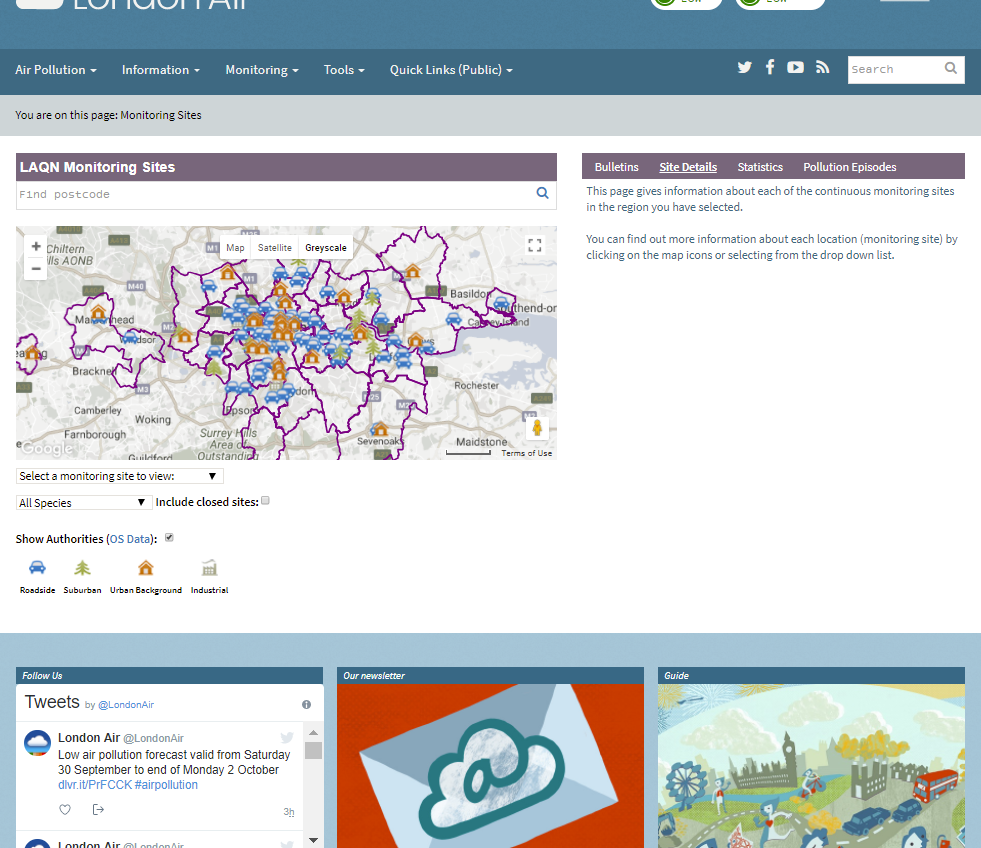 London Air
LOW
LOW
Air Pollution
Information
Monitoring
Tools
Quick Links (Public)
Search
You are on this page: Monitoring Sites
LAQN Monitoring Sites
Find postcode
Bulletins
Site Details
Statistics
Pollution Episodes
This page gives information about each of the continuous monitoring sites
in the region you have selected.
You can find out more information about each location (monitoring site) by
clicking on the map icons or selecting from the drop down list.
+
−
Map
Satellite
Greyscale
Chiltern
Hills AONB
M40
M1
M1
Basildon
Maidenhead
Windsor
Canvey Island
Bracknell
M3
M25
Camberley
Woking
Farnborough
Epsom
Surrey Hills
Area of
Outstanding
Guildford
Rochester
Sevenoaks
Maidstone
Google
Terms of Use
Select a monitoring site to view:
All Species
Include closed sites:
Show Authorities (OS Data):
Roadside
Suburban
Urban Background
Industrial
Follow Us
Tweets by @LondonAir
London Air @LondonAir
Low air pollution forecast valid from Saturday
30 September to end of Monday 2 October
dlvr.it/PrFCCK #airpollution
3h
London Air @LondonAir
Our newsletter
Guide